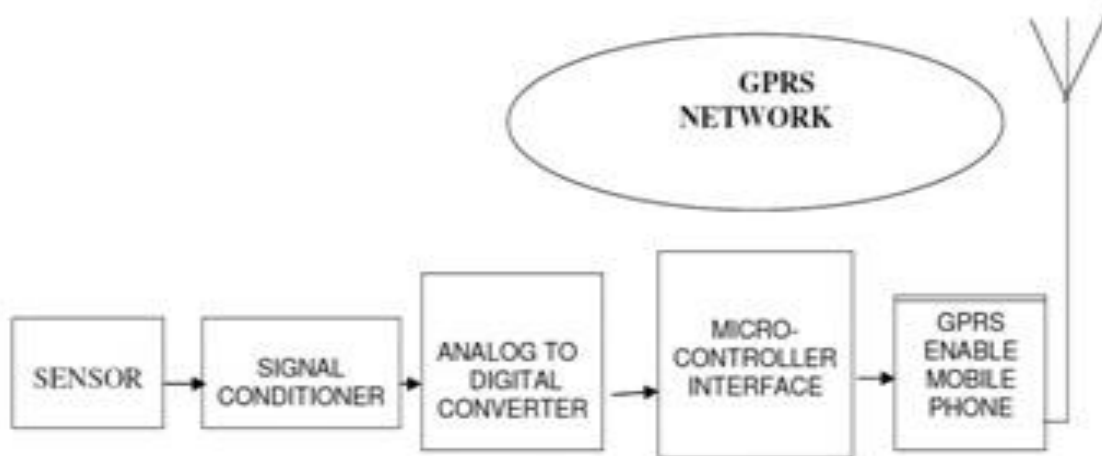 GPRS
NETWORK
SENSOR
SIGNAL
CONDITIONER
ANALOG TO
DIGITAL
CONVERTER
MICRO-
CONTROLLER
INTERFACE
GPRS
ENABLE
MOBILE
PHONE